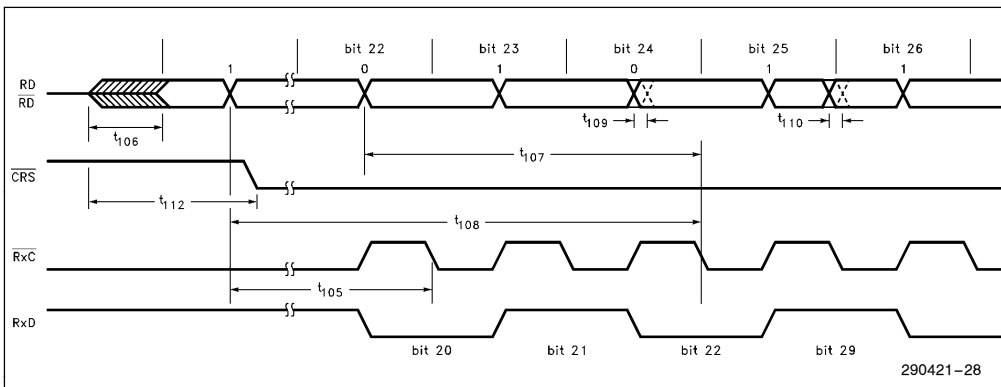 bit 22 bit 23 bit 24 bit 25 bit 26
1 0 1 0 1 1
RD
RD
t106
t109
t110
t107
CRS
t112
t108
RxC
t105
RxD
bit 20 bit 21 bit 22 bit 29
290421-28